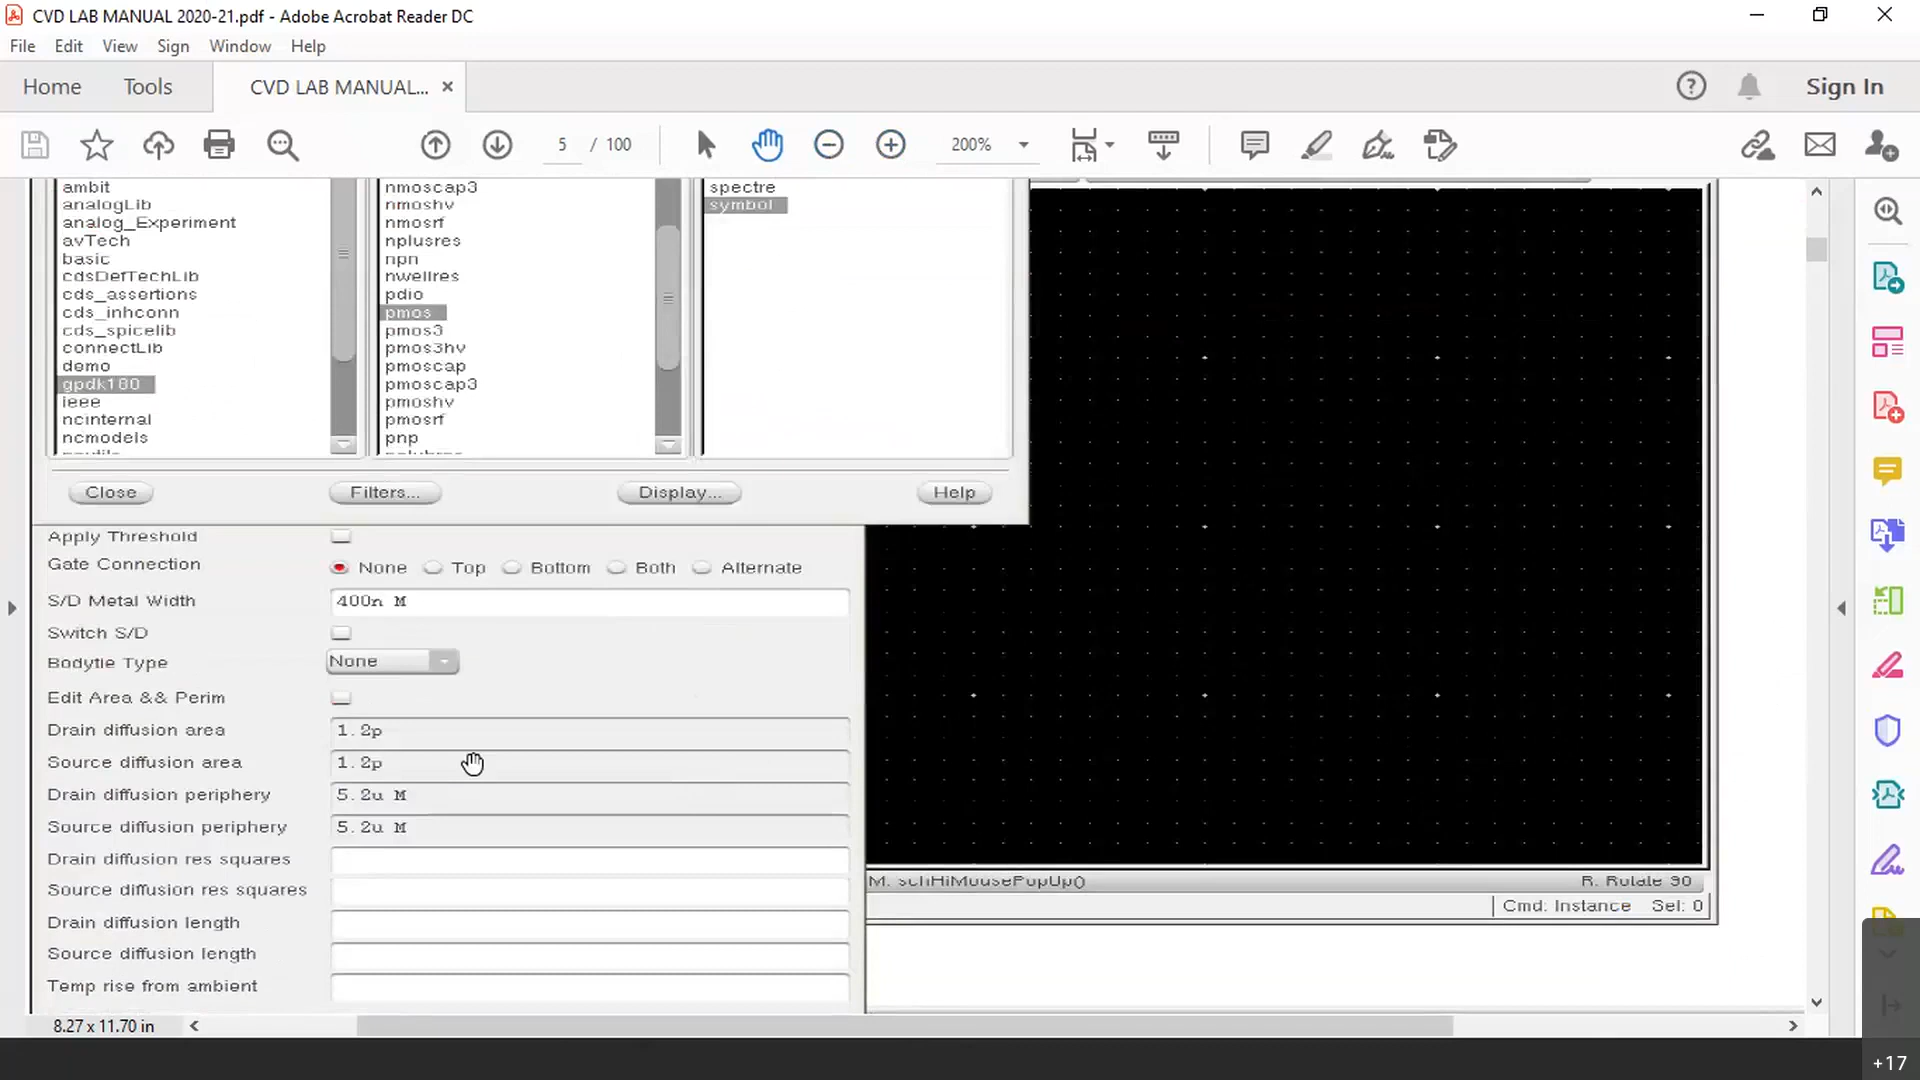 CVD LAB MANUAL 2020-21.pdf - Adobe Acrobat Reader DC
File Edit View Sign Window Help
Home Tools CVD LAB MANUAL... × Sign In
5 / 100 200%
ambit
analogLib
analog_Experiment
avTech
basic
cdsDefTechLib
cds_assertions
cds_inhconn
cds_spicelib
connectLib
demo
gpdk180
ieee
ncinternal
ncmodels
nmoscap3
nmoshv
nmosrf
nplusres
npn
nwellres
pdio
pmos
pmos3
pmos3hv
pmoscap
pmoscap3
pmoshv
pmosrf
pnp
spectre
symbol
Close Filters... Display... Help
Apply Threshold
Gate Connection None Top Bottom Both Alternate
S/D Metal Width 400n M
Switch S/D
Bodytie Type None
Edit Area && Perim
Drain diffusion area 1.2p
Source diffusion area 1.2p
Drain diffusion periphery 5.2u M
Source diffusion periphery 5.2u M
Drain diffusion res squares
Source diffusion res squares
Drain diffusion length
Source diffusion length
Temp rise from ambient
M: schHiMousePopUp() R: Rotate 90
Cmd: Instance Sel: 0
8.27 x 11.70 in
+17